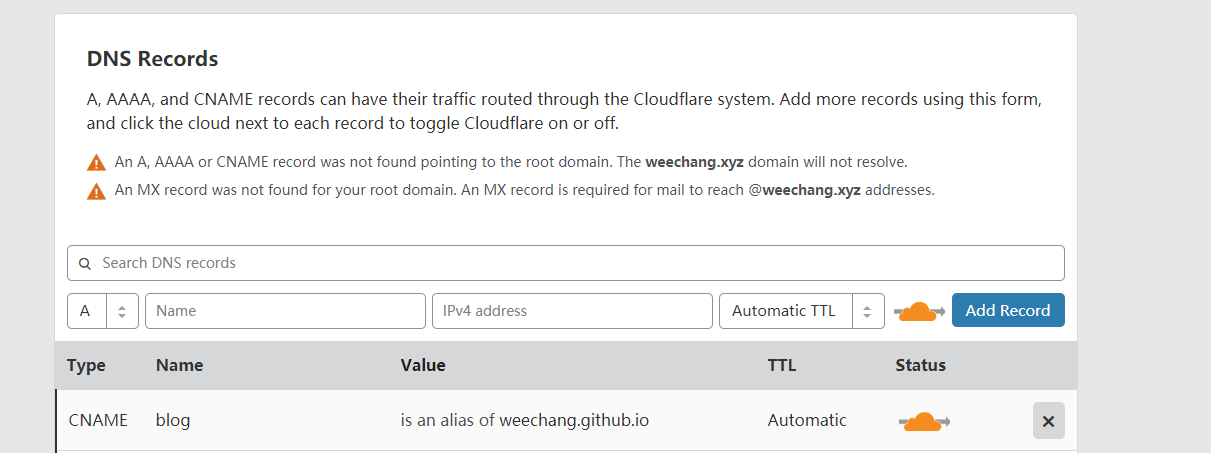 DNS Records
A, AAAA, and CNAME records can have their traffic routed through the Cloudflare system. Add more records using this form,
and click the cloud next to each record to toggle Cloudflare on or off.
An A, AAAA or CNAME record was not found pointing to the root domain. The weechang.xyz domain will not resolve.
An MX record was not found for your root domain. An MX record is required for mail to reach @weechang.xyz addresses.
Search DNS records
A Name IPv4 address Automatic TTL Add Record
Type Name Value TTL Status
CNAME blog is an alias of weechang.github.io Automatic